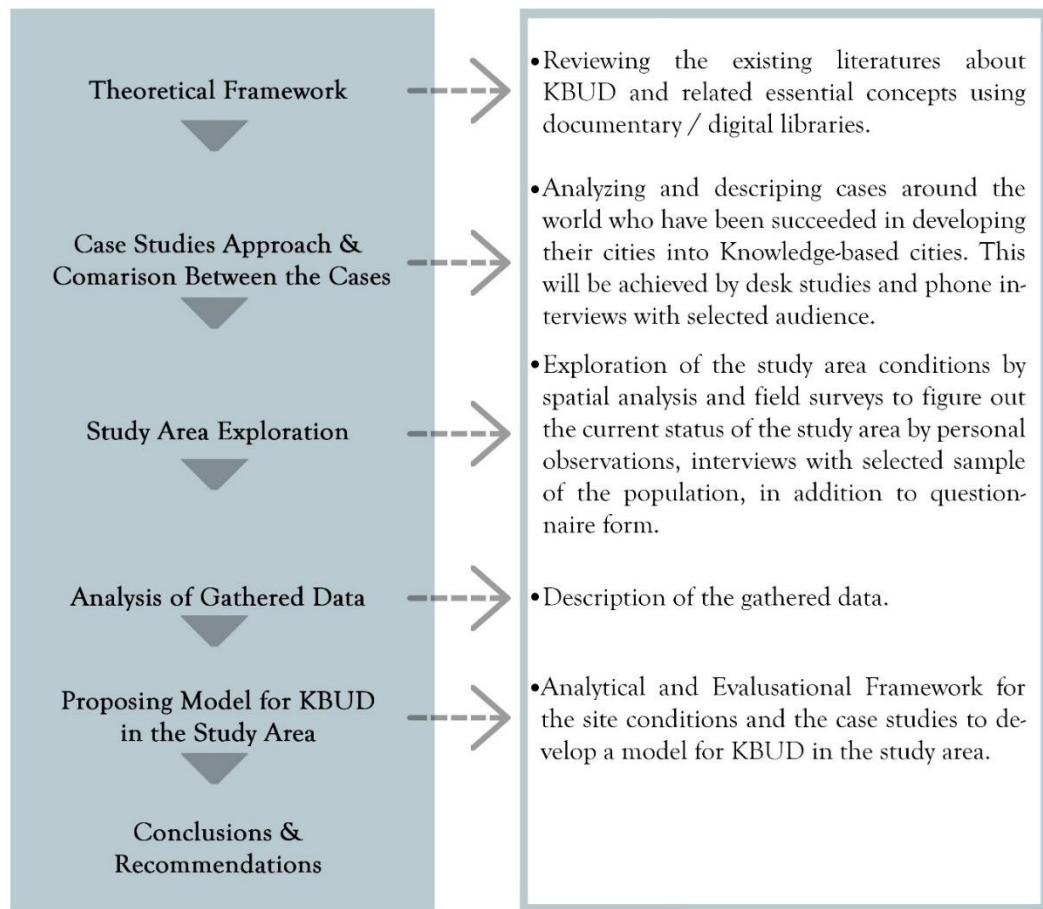 Theoretical Framework
•Reviewing the existing literatures about
KBUD and related essential concepts using
documentary / digital libraries.
Case Studies Approach &
Comarison Between the Cases
•Analyzing and descriping cases around the
world who have been succeeded in developing
their cities into Knowledge-based cities. This
will be achieved by desk studies and phone in-
terviews with selected audience.
Study Area Exploration
•Exploration of the study area conditions by
spatial analysis and field surveys to figure out
the current status of the study area by personal
observations, interviews with selected sample
of the population, in addition to question-
naire form.
Analysis of Gathered Data
•Description of the gathered data.
Proposing Model for KBUD
in the Study Area
•Analytical and Evalusational Framework for
the site conditions and the case studies to de-
velop a model for KBUD in the study area.
Conclusions &
Recommendations